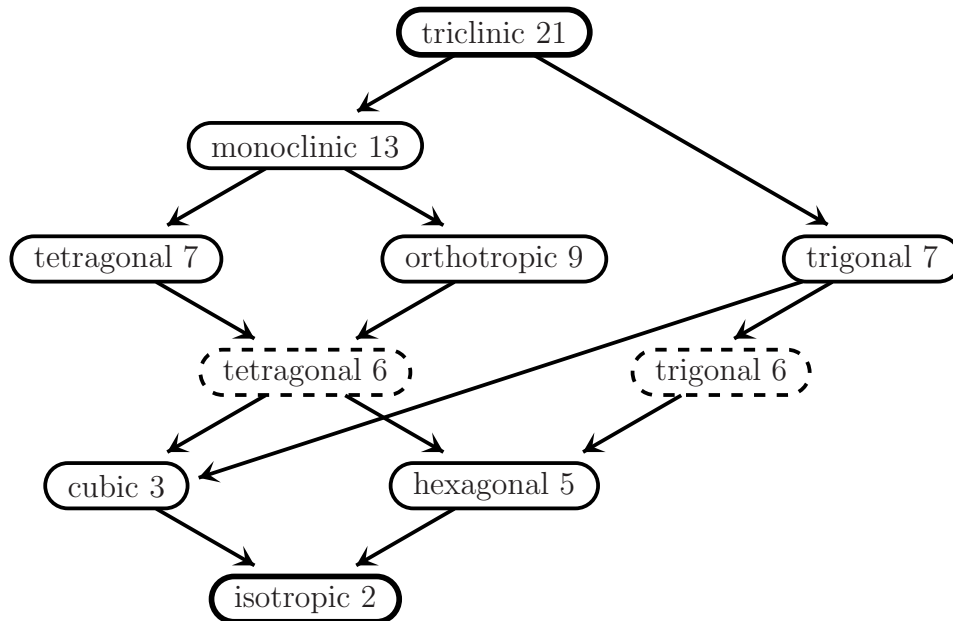 triclinic 21
monoclinic 13
tetragonal 7
orthotropic 9
trigonal 7
tetragonal 6
trigonal 6
cubic 3
hexagonal 5
isotropic 2